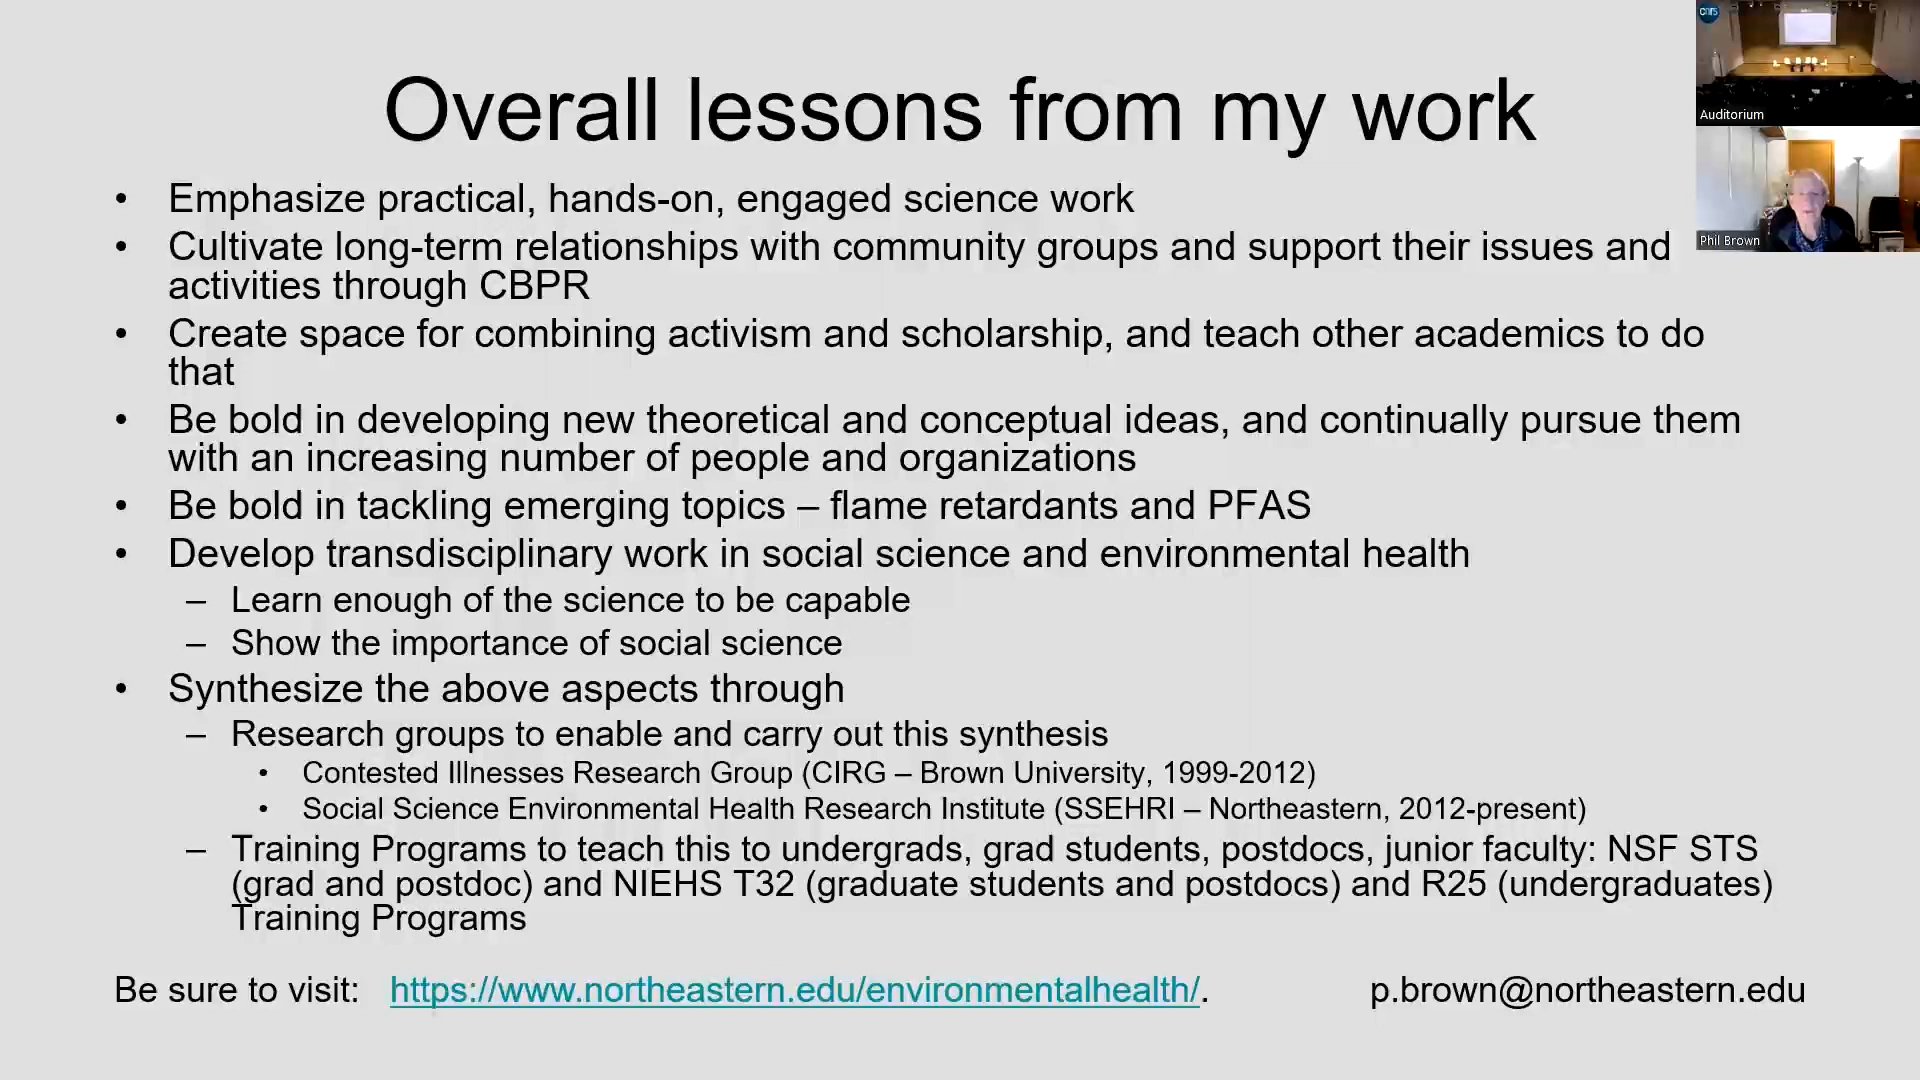 cnrs
Auditorium
Phil Brown
Overall lessons from my work
• Emphasize practical, hands-on, engaged science work
• Cultivate long-term relationships with community groups and support their issues and
activities through CBPR
• Create space for combining activism and scholarship, and teach other academics to do
that
• Be bold in developing new theoretical and conceptual ideas, and continually pursue them
with an increasing number of people and organizations
• Be bold in tackling emerging topics – flame retardants and PFAS
• Develop transdisciplinary work in social science and environmental health
– Learn enough of the science to be capable
– Show the importance of social science
• Synthesize the above aspects through
– Research groups to enable and carry out this synthesis
• Contested Illnesses Research Group (CIRG – Brown University, 1999-2012)
• Social Science Environmental Health Research Institute (SSEHRI – Northeastern, 2012-present)
– Training Programs to teach this to undergrads, grad students, postdocs, junior faculty: NSF STS
(grad and postdoc) and NIEHS T32 (graduate students and postdocs) and R25 (undergraduates)
Training Programs
Be sure to visit: https://www.northeastern.edu/environmentalhealth/. p.brown@northeastern.edu